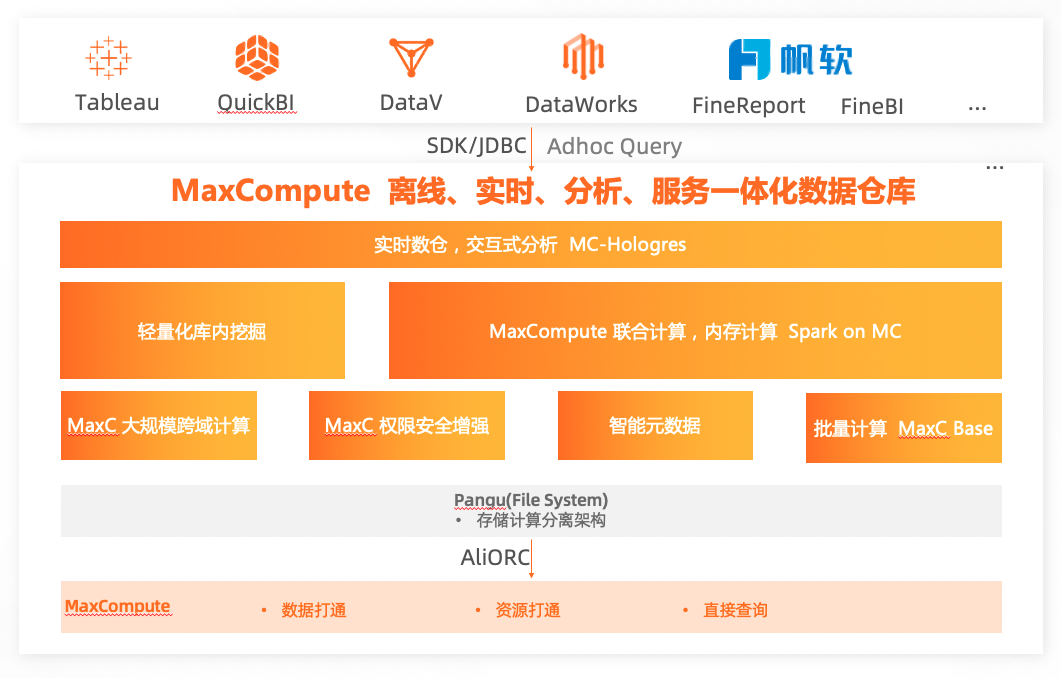 帆软
Tableau
QuickBI
DataV
DataWorks
FineReport
FineBI
...
SDK/JDBC
Adhoc Query
...
MaxCompute 离线、实时、分析、服务一体化数据仓库
实时数仓，交互式分析 MC-Hologres
轻量化库内挖掘
MaxCompute 联合计算，内存计算 Spark on MC
MaxC 大规模跨域计算
MaxC 权限安全增强
智能元数据
批量计算 MaxC Base
Pangu(File System)
• 存储计算分离架构
AliORC
MaxCompute
• 数据打通
• 资源打通
• 直接查询